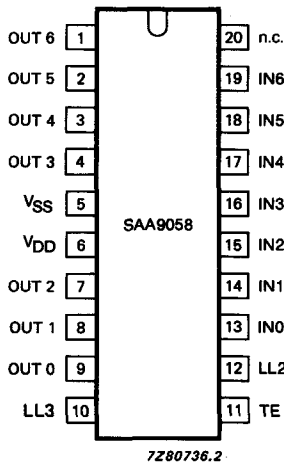 OUT 6 1 20 n.c.
OUT 5 2 19 IN6
OUT 4 3 18 IN5
OUT 3 4 17 IN4
VSS 5 16 IN3
SAA9058
VDD 6 15 IN2
OUT 2 7 14 IN1
OUT 1 8 13 IN0
OUT 0 9 12 LL2
LL3 10 11 TE
7Z80736.2